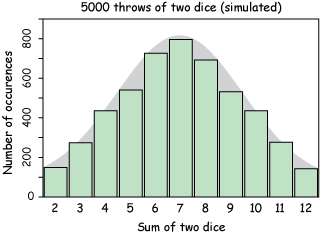 5000 throws of two dice (simulated)
Number of occurences
800
600
400
200
0
2 3 4 5 6 7 8 9 10 11 12
Sum of two dice